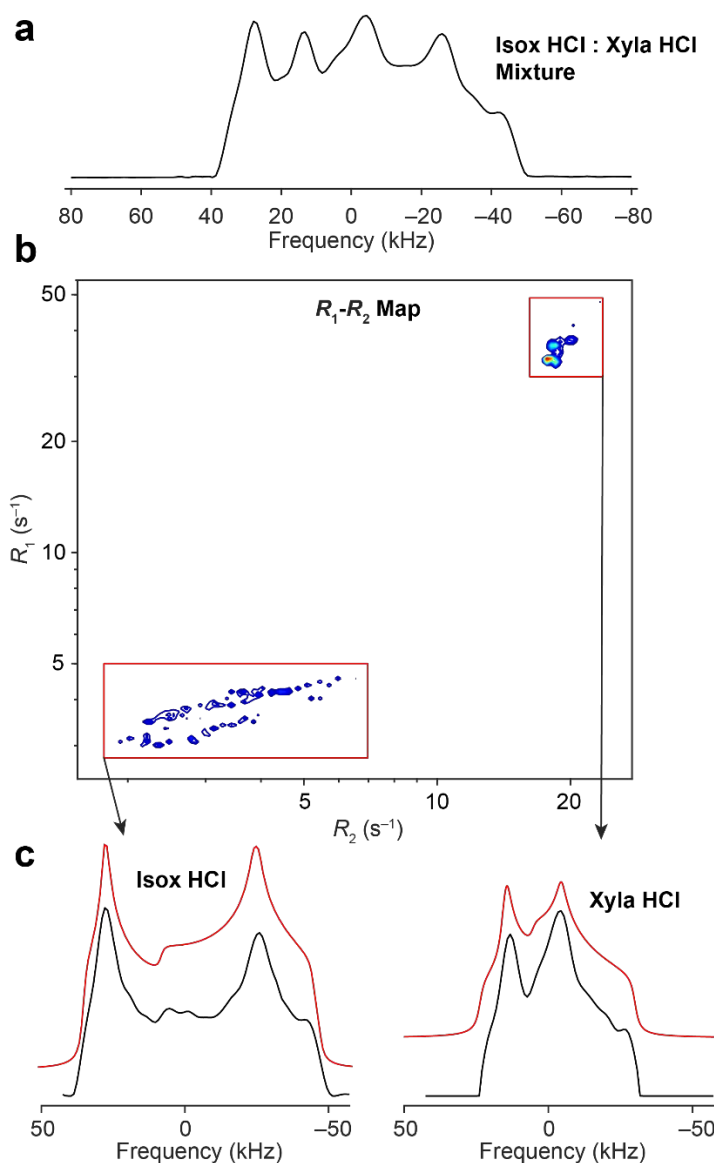 a
Isox HCl : Xyla HCl
Mixture
80 60 40 20 0 –20 –40 –60 –80
Frequency (kHz)
b
R₁-R₂ Map
50
20
10
5
R₁ (s⁻¹)
5 10 20
R₂ (s⁻¹)
c
Isox HCl
Xyla HCl
50 0 –50
50 0 –50
Frequency (kHz)
Frequency (kHz)